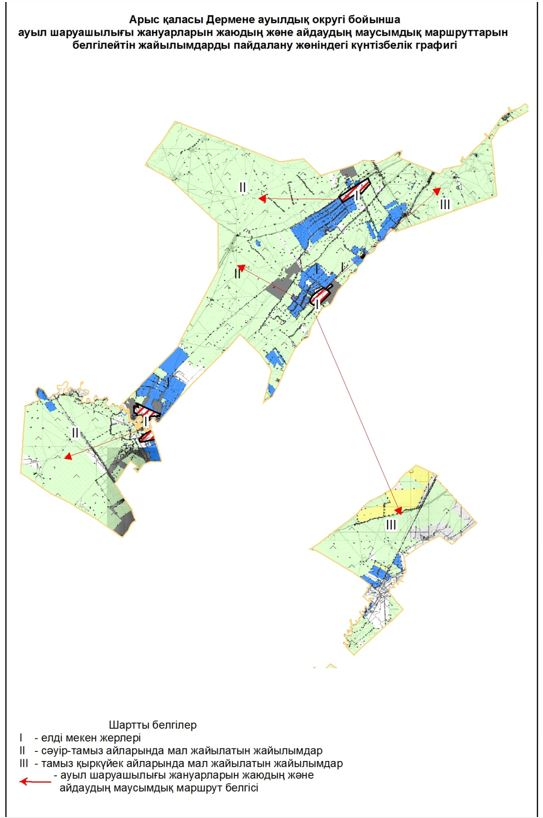 Арыс қаласы Дермене ауылдық округі бойынша
ауыл шаруашылығы жануарларын жаюдың және айдаудың маусымдық маршруттарын
белгілейтін жайылымдарды пайдалану жөніндегі күнтізбелік графигі
II
I
III
II
I
I
I
I
II
III
Шартты белгілер
I - елді мекен жерлері
II - сәуір-тамыз айларында мал жайылатын жайылымдар
III - тамыз қыркүйек айларында мал жайылатын жайылымдар
- ауыл шаруашылығы жануарларын жаюдың және
айдаудың маусымдық маршрут белгісі